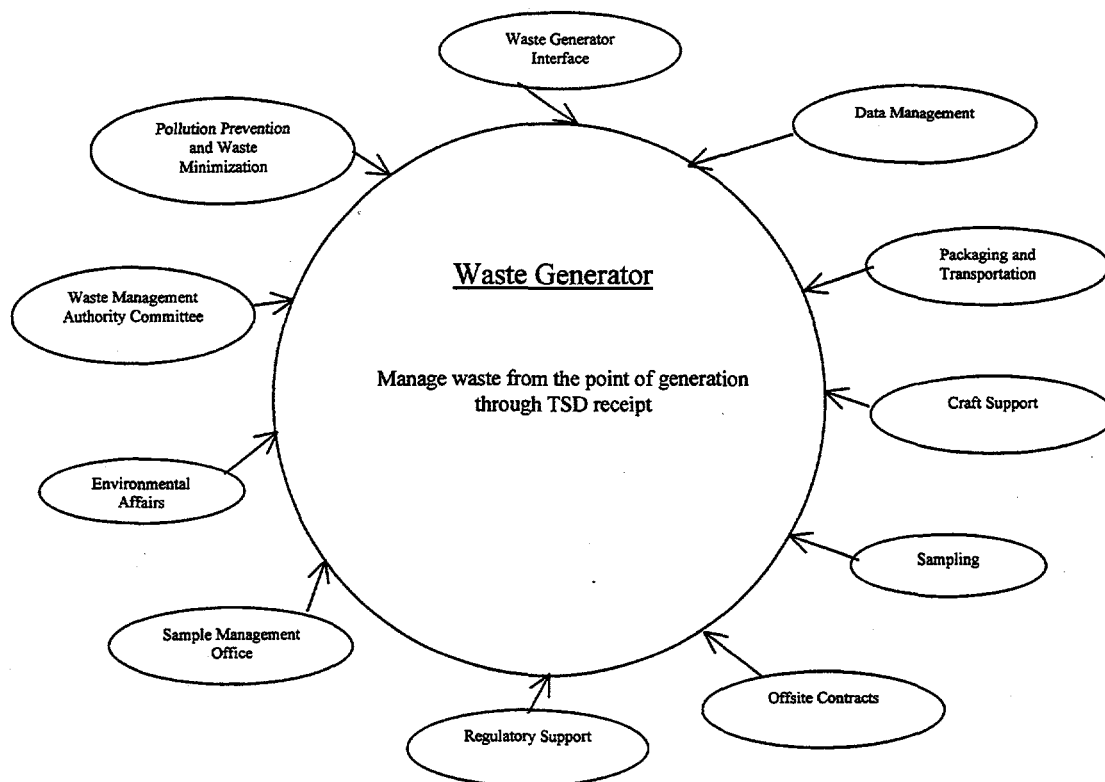 Waste Generator
Interface
Data Management
Pollution Prevention
and Waste
Minimization
Packaging and
Transportation
Waste Generator
Waste Management
Authority Committee
Manage waste from the point of generation
through TSD receipt
Craft Support
Environmental
Affairs
Sampling
Sample Management
Office
Offsite Contracts
Regulatory Support